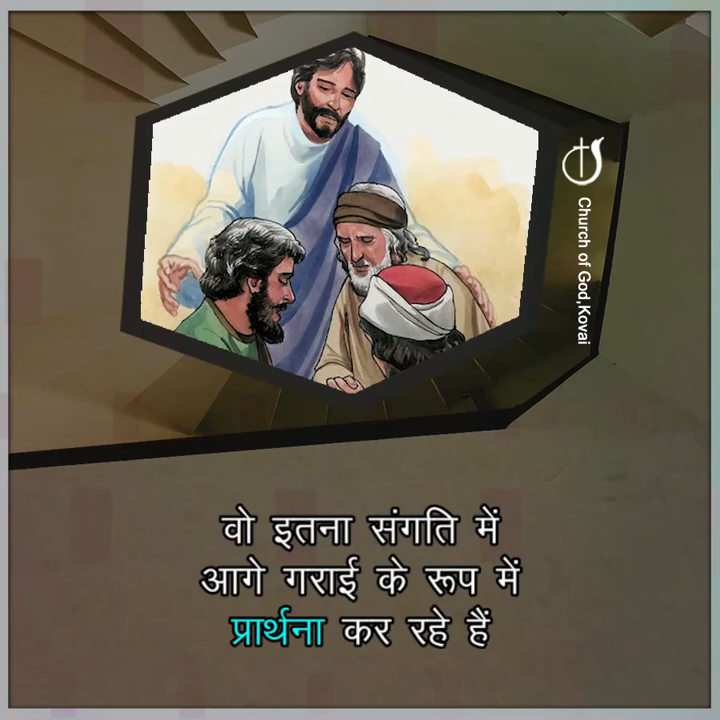 Church of God,Kovai
वो इतना संगति में
आगे गराई के रूप में
प्रार्थना कर रहे हैं